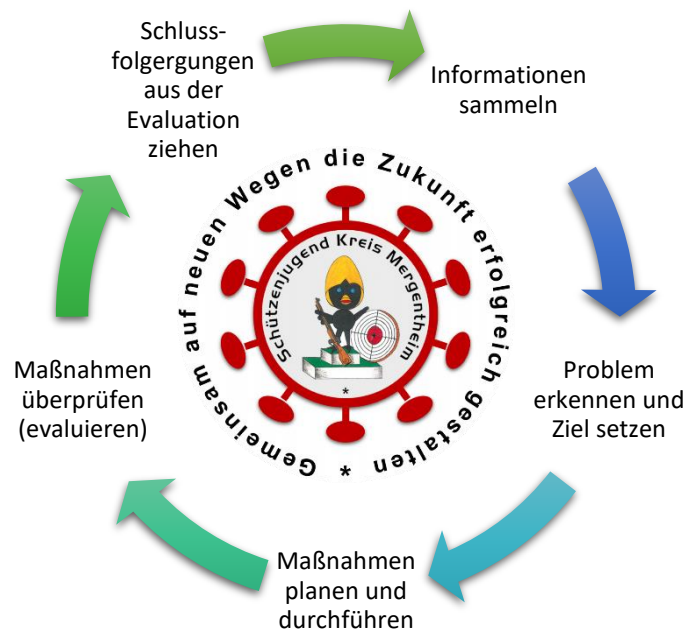 Schluss-
folgergungen
aus der
Evaluation
ziehen
Informationen
sammeln
Problem
erkennen und
Ziel setzen
Maßnahmen
planen und
durchführen
Maßnahmen
überprüfen
(evaluieren)
Gemeinsam auf neuen Wegen die Zukunft erfolgreich gestalten *
Schützenjugend Kreis Mergentheim
*